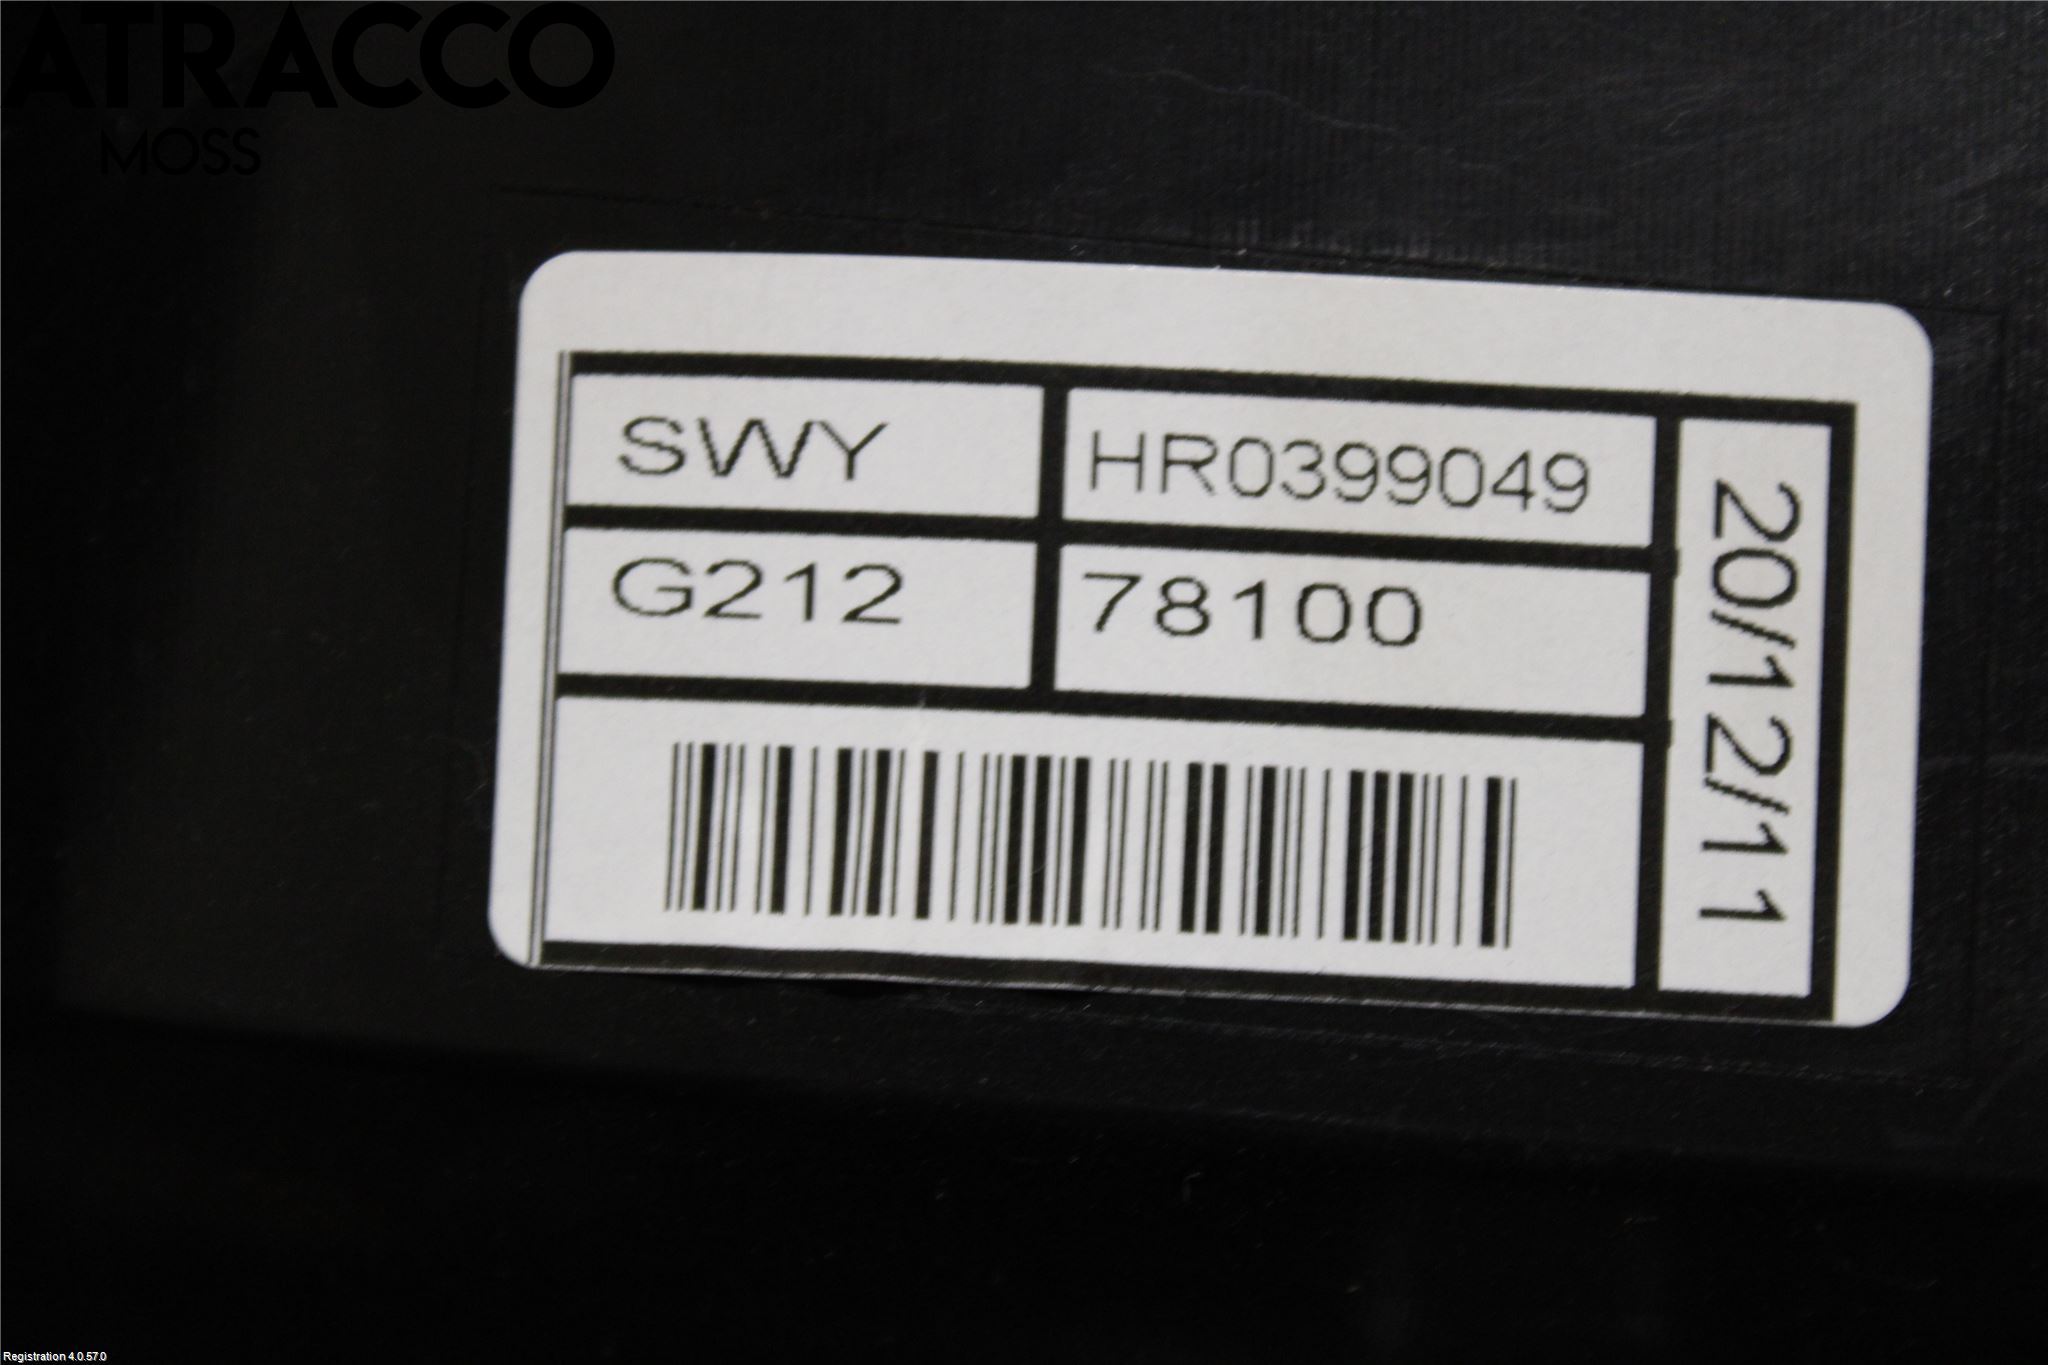 ATRACCO
MOSS
SWY HR0399049
G212 78100
20/12/11
Registration 4.0.57.0